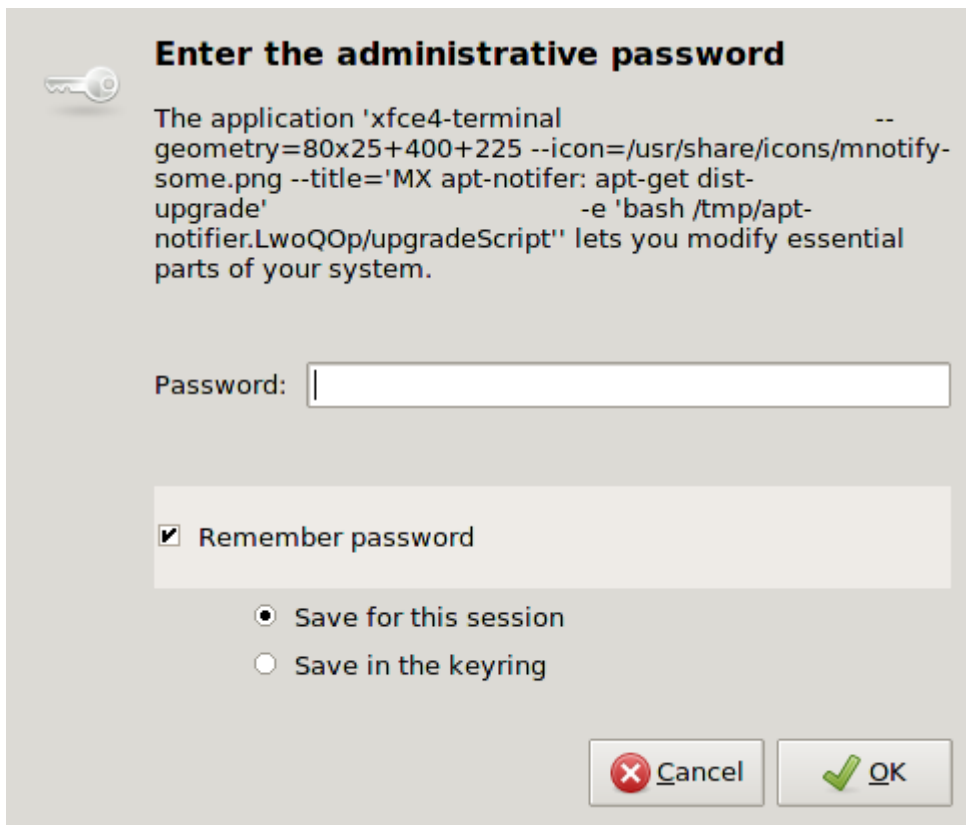 Enter the administrative password
The application 'xfce4-terminal --
geometry=80x25+400+225 --icon=/usr/share/icons/mnotify-
some.png --title='MX apt-notifer: apt-get dist-
upgrade' -e 'bash /tmp/apt-
notifier.LwoQOp/upgradeScript'' lets you modify essential
parts of your system.
Password:
Remember password
Save for this session
Save in the keyring
Cancel OK